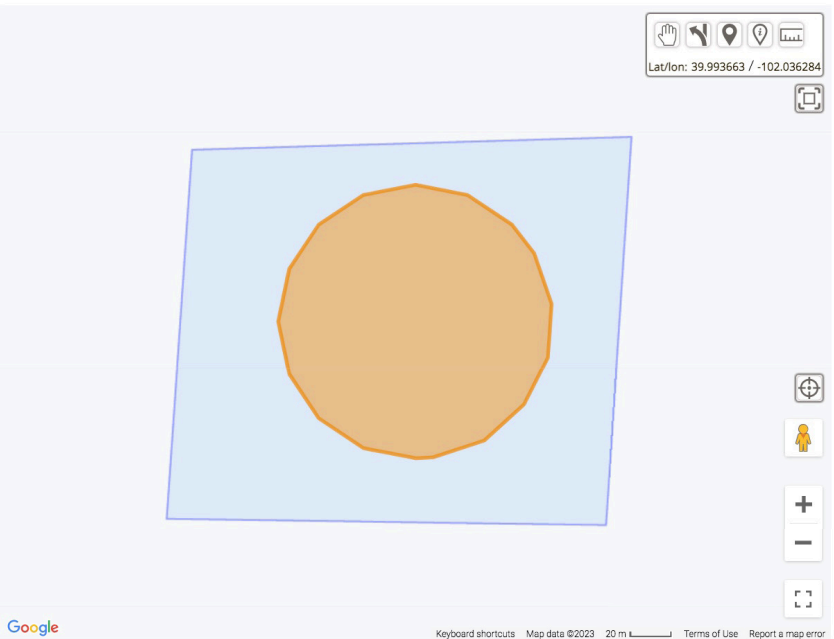 Lat/lon: 39.993663 / -102.036284
Google
Keyboard shortcuts Map data ©2023 20 m Terms of Use Report a map error